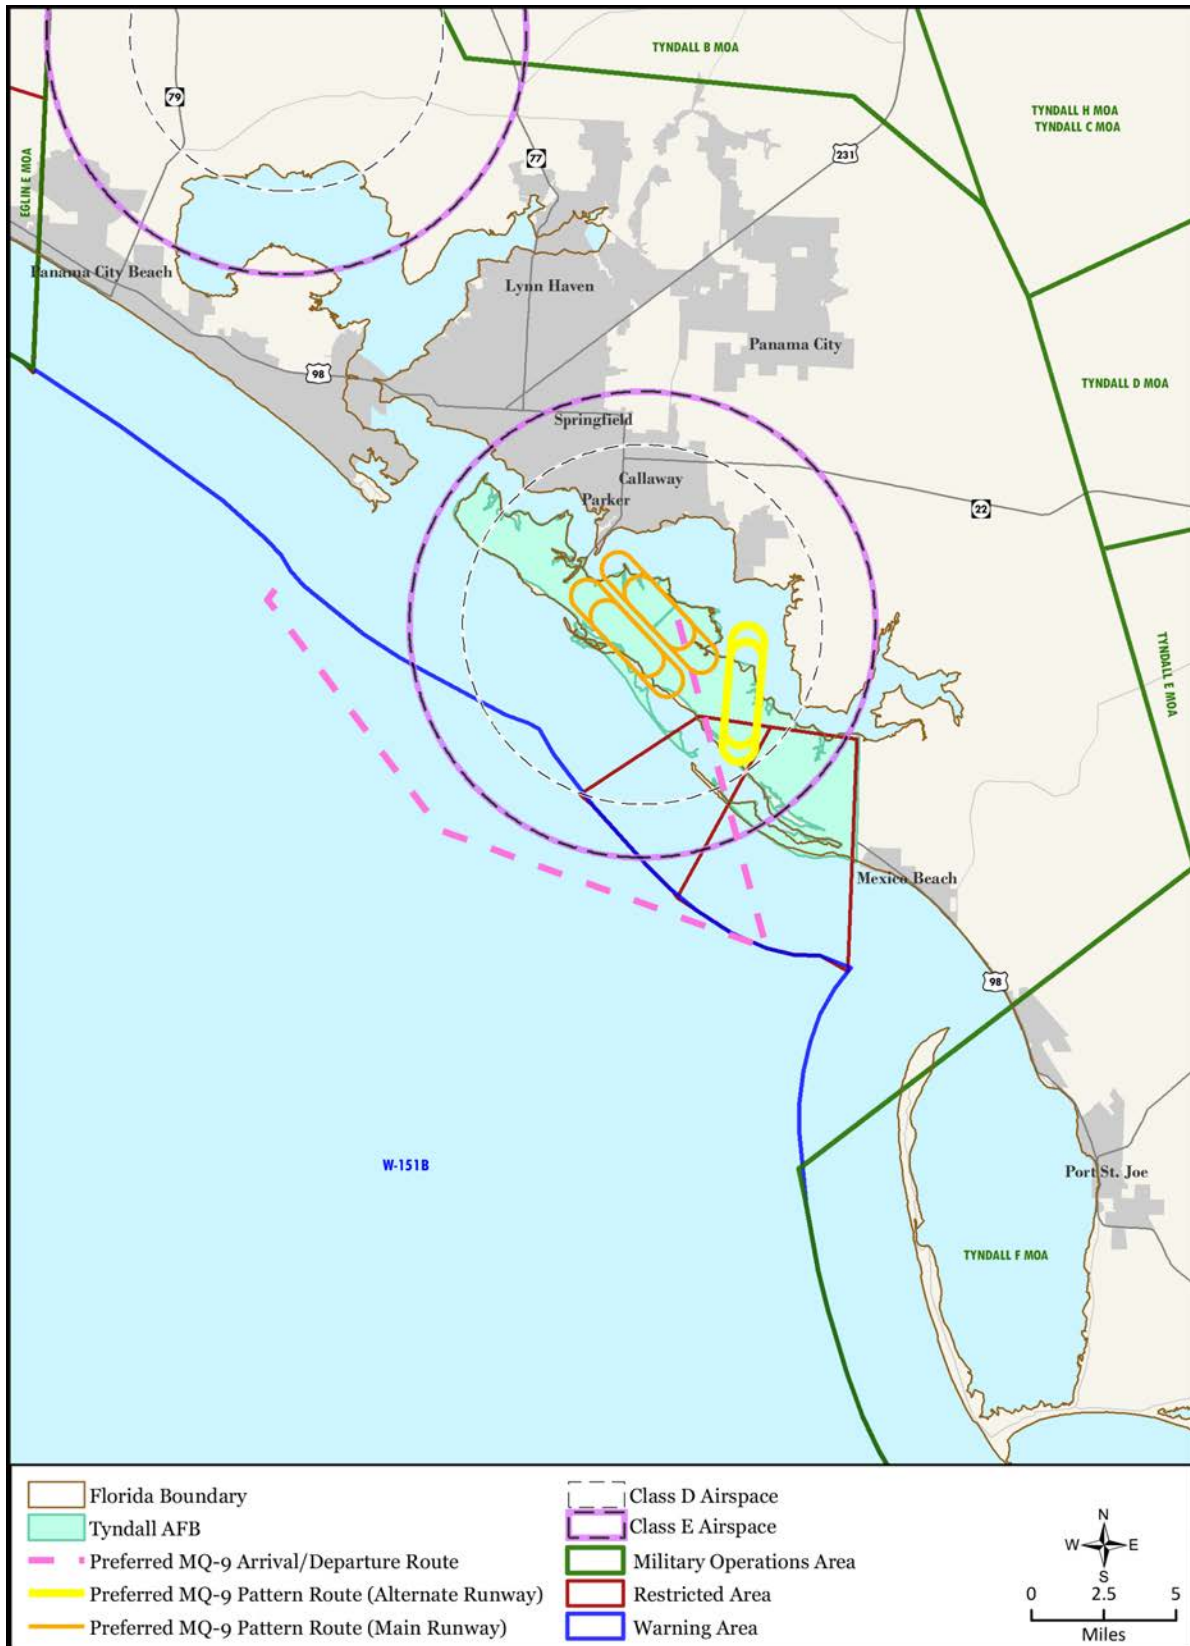 TYNDALL B MOA
TYNDALL H MOA
TYNDALL C MOA
79
77
231
EGLIN E MOA
Panama City Beach
Lynn Haven
Panama City
98
TYNDALL D MOA
Springfield
Callaway
Parker
22
TYNDALL E MOA
Mexico Beach
98
W-151B
Port St. Joe
TYNDALL F MOA
Florida Boundary
Tyndall AFB
Preferred MQ-9 Arrival/Departure Route
Preferred MQ-9 Pattern Route (Alternate Runway)
Preferred MQ-9 Pattern Route (Main Runway)
Class D Airspace
Class E Airspace
Military Operations Area
Restricted Area
Warning Area
N
W E
S
0 2.5 5
Miles